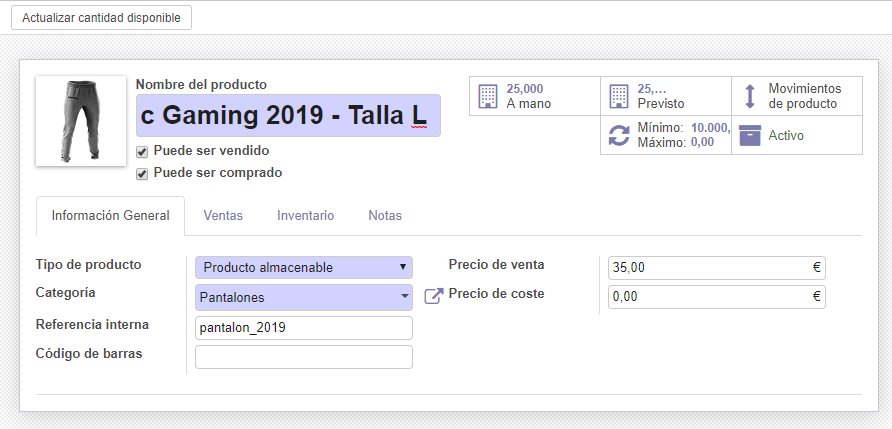 Actualizar cantidad disponible
Nombre del producto
c Gaming 2019 - Talla L
Puede ser vendido
Puede ser comprado
25,000
A mano
25,...
Previsto
Movimientos
de producto
Mínimo: 10.000,
Máximo: 0,00
Activo
Información General
Ventas
Inventario
Notas
Tipo de producto
Producto almacenable
Precio de venta
35,00 €
Categoría
Pantalones
Precio de coste
0,00 €
Referencia interna
pantalon_2019
Código de barras